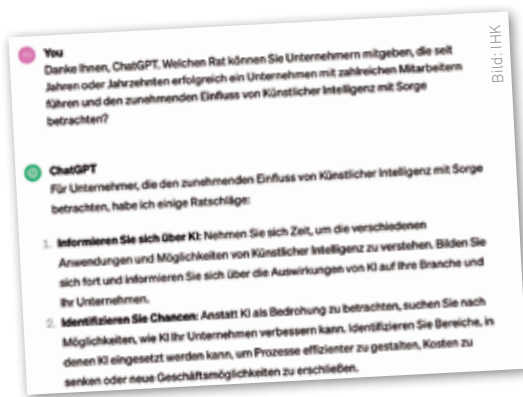 You
Danke Ihnen, ChatGPT. Welchen Rat können Sie Unternehmern mitgeben, die seit
Jahren oder Jahrzehnten erfolgreich ein Unternehmen mit zahlreichen Mitarbeitern
führen und den zunehmenden Einfluss von Künstlicher Intelligenz mit Sorge
betrachten?
ChatGPT
Für Unternehmer, die den zunehmenden Einfluss von Künstlicher Intelligenz mit Sorge
betrachten, habe ich einige Ratschläge:
1. Informieren Sie sich über KI: Nehmen Sie sich Zeit, um die verschiedenen
Anwendungen und Möglichkeiten von Künstlicher Intelligenz zu verstehen. Bilden Sie
sich fort und informieren Sie sich über die Auswirkungen von KI auf Ihre Branche und
Ihr Unternehmen.
2. Identifizieren Sie Chancen: Anstatt KI als Bedrohung zu betrachten, suchen Sie nach
Möglichkeiten, wie KI Ihr Unternehmen verbessern kann. Identifizieren Sie Bereiche, in
denen KI eingesetzt werden kann, um Prozesse effizienter zu gestalten, Kosten zu
senken oder neue Geschäftsmöglichkeiten zu erschließen.
Bild: IHK